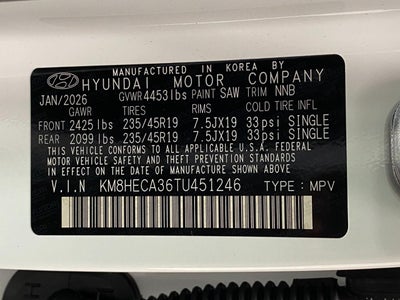 MANUFACTURED IN KOREA BY
HYUNDAI MOTOR COMPANY
JAN/2026 GVWR 4453lbs PAINT SAW TRIM NNB
GAWR TIRES RIMS COLD TIRE INFL
FRONT 2425 lbs 235/45R19 7.5JX19 33psi SINGLE
REAR 2099 lbs 235/45R19 7.5JX19 33psi SINGLE
THIS VEHICLE CONFORMS TO ALL APPLICABLE U.S.A. FEDERAL
MOTOR VEHICLE SAFETY, BUMPER, AND THEFT PREVENTION
STANDARDS IN EFFECT ON THE DATE OF MANUFACTURE SHOWN ABOVE.
V.I.N KM8HECA36TU451246 TYPE : MPV